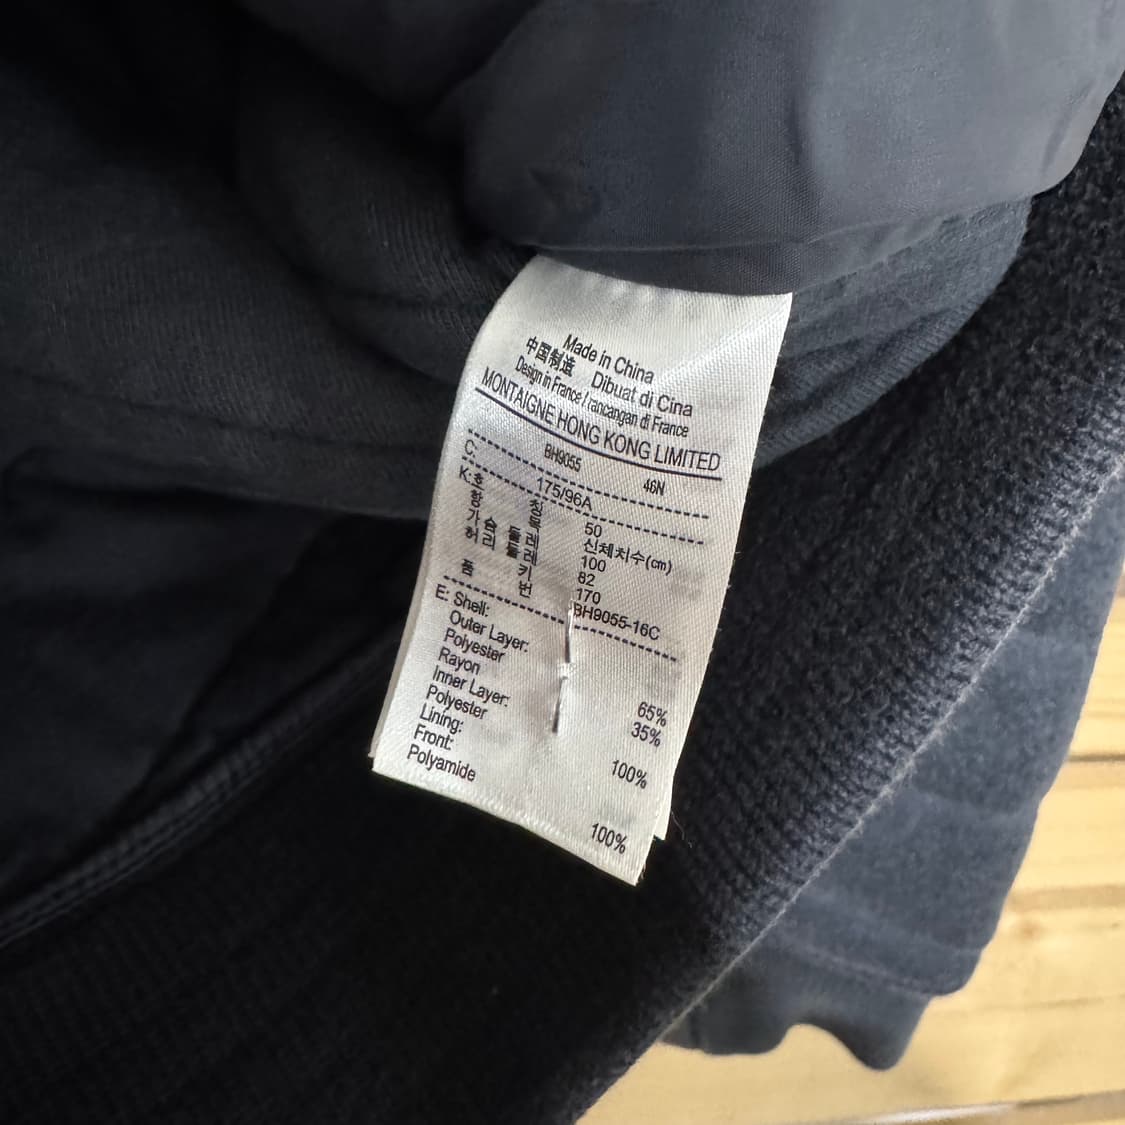 Made in China
中国制造 Dibuat di Cina
Design in France / rancangan di France
MONTAIGNE HONG KONG LIMITED
C: BH9055 46N
175/96A
K: 호 칭 50
항 목 신체치수(cm)
가 슴 둘 레 100
허 리 둘 레 82
키 170
품 번 BH9055-16C
E: Shell:
Outer Layer:
Polyester 65%
Rayon 35%
Inner Layer:
Polyester 100%
Lining:
Front:
Polyamide 100%